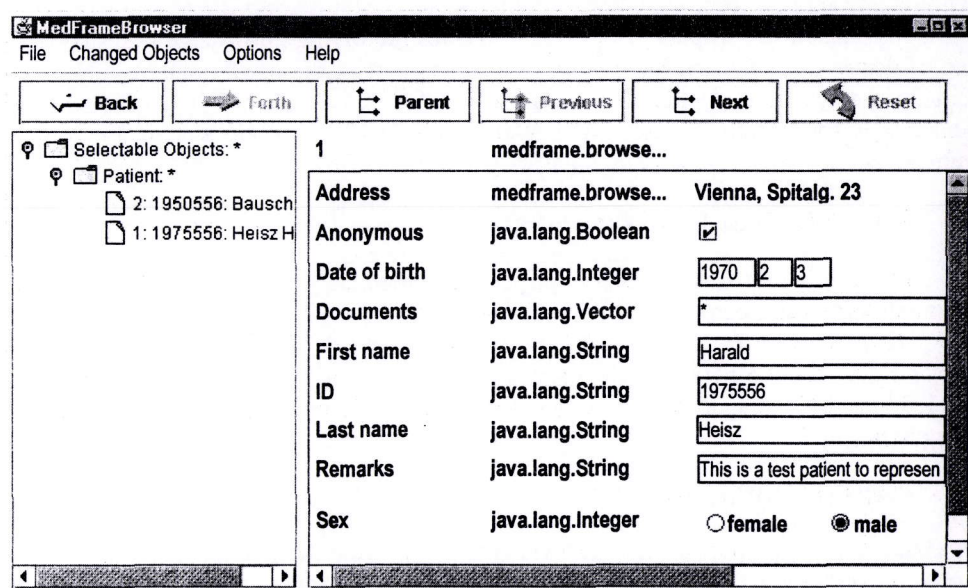 MedFrameBrowser
File Changed Objects Options Help
Back Forth Parent Previous Next Reset
Selectable Objects: *
Patient: *
2: 1950556: Bausch
1: 1975556: Heisz H
1 medframe.browse...
Address medframe.browse... Vienna, Spitalg. 23
Anonymous java.lang.Boolean
Date of birth java.lang.Integer 1970 2 3
Documents java.lang.Vector *
First name java.lang.String Harald
ID java.lang.String 1975556
Last name java.lang.String Heisz
Remarks java.lang.String This is a test patient to represen
Sex java.lang.Integer female male